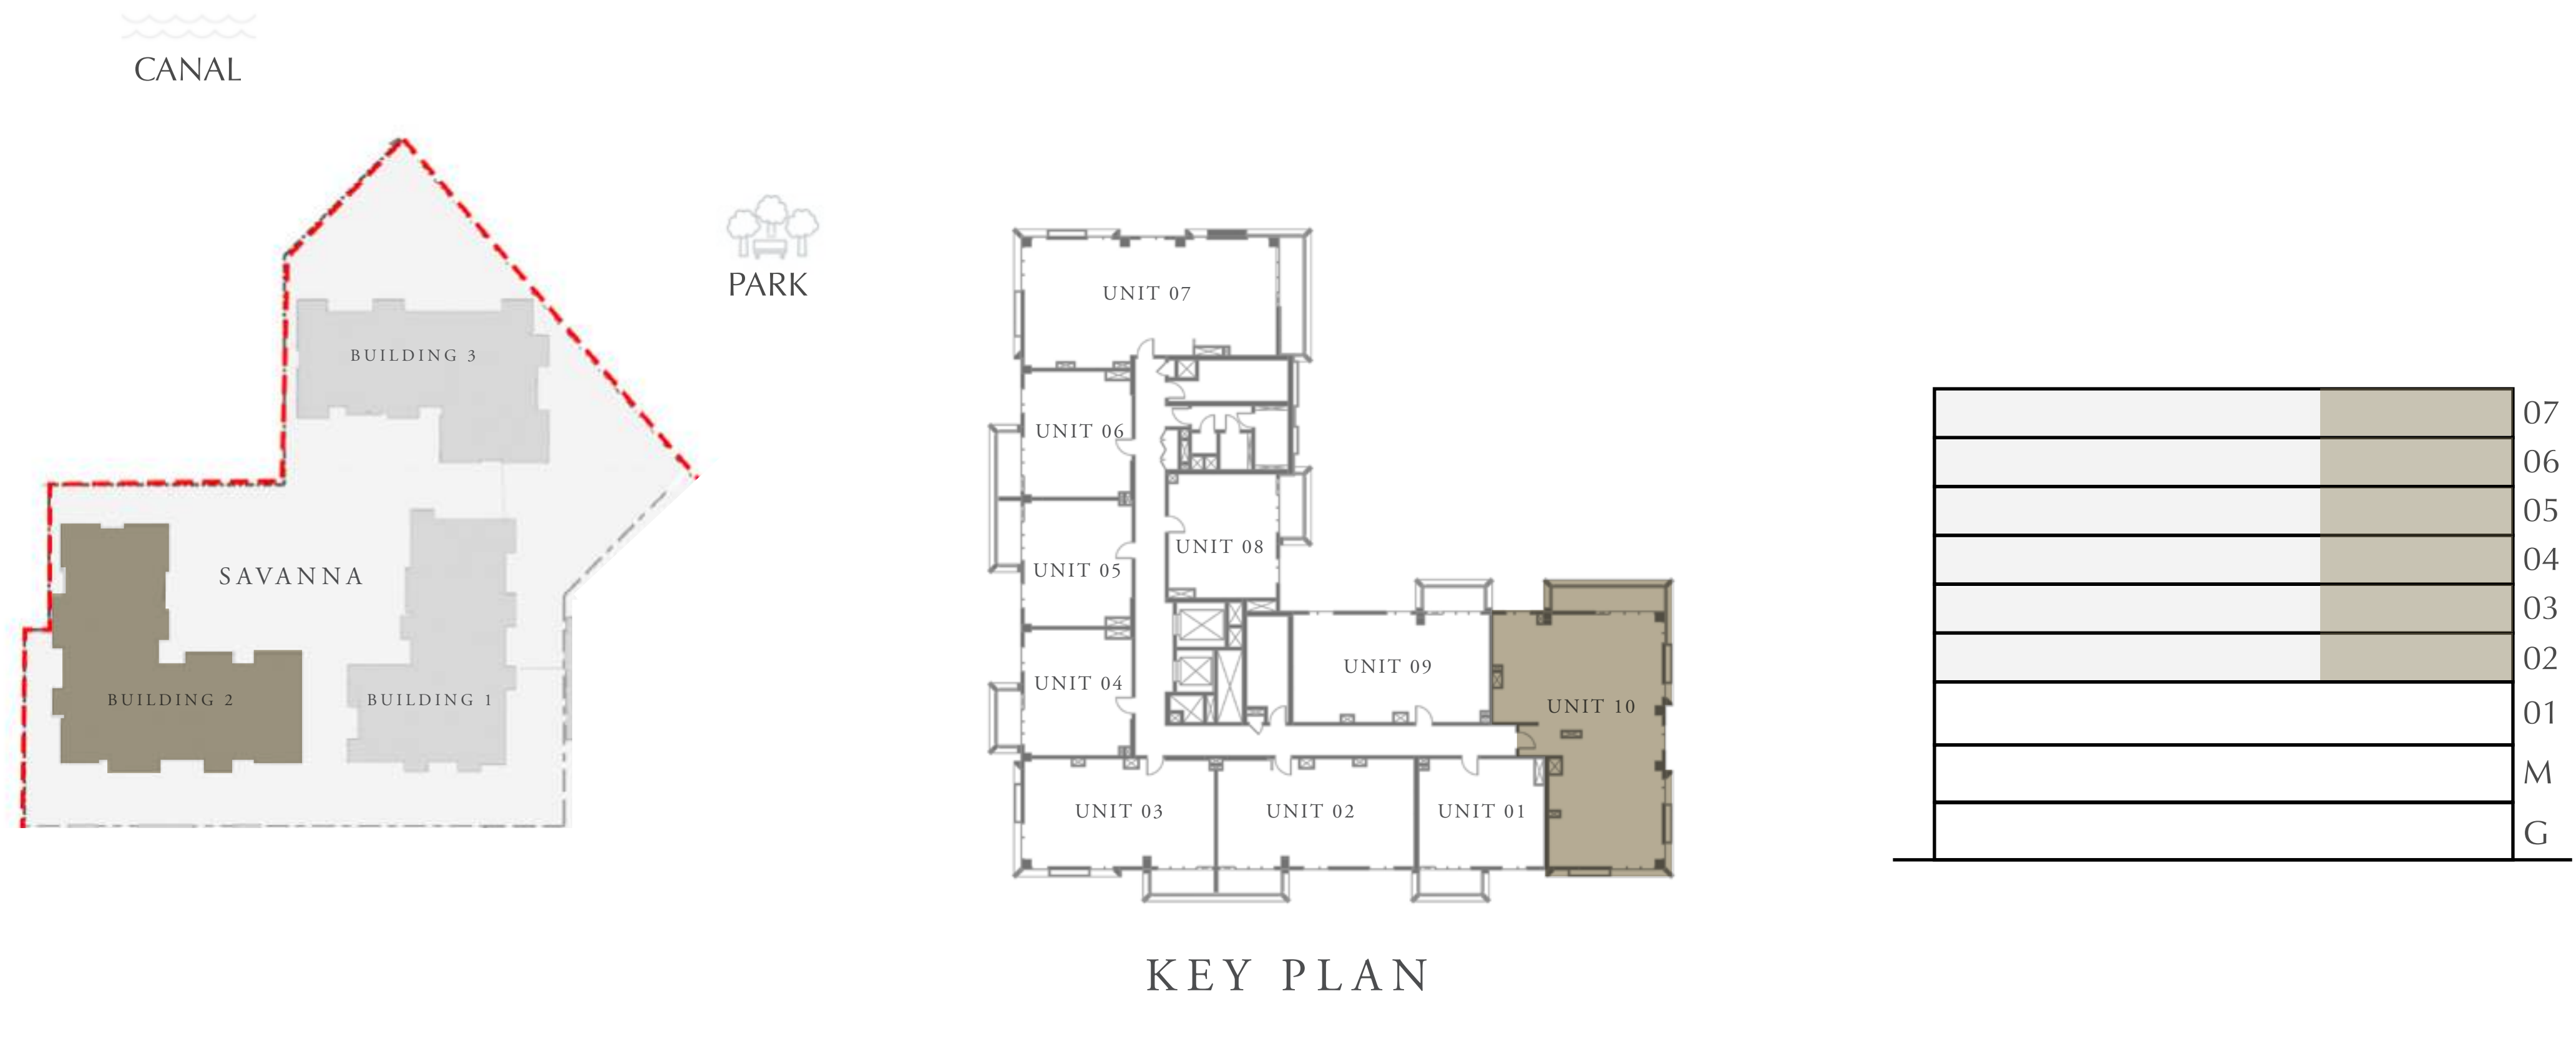 CANAL
PARK
BUILDING 3
SAVANNA
BUILDING 2
BUILDING 1
UNIT 07
UNIT 06
UNIT 08
UNIT 05
UNIT 04
UNIT 09
UNIT 10
UNIT 03
UNIT 02
UNIT 01
KEY PLAN
07
06
05
04
03
02
01
M
G